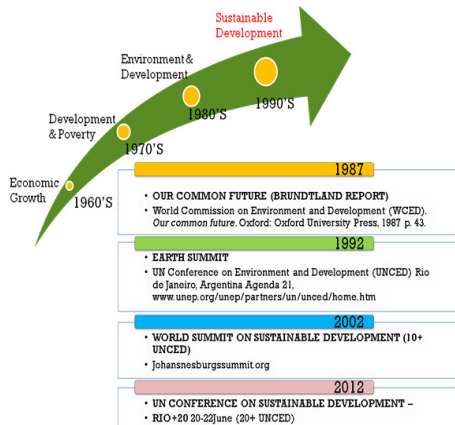 Sustainable
Development
Environment &
Development
1990'S
1980'S
Development
& Poverty
1970'S
Economic
Growth
1960'S
1987
• OUR COMMON FUTURE (BRUNDTLAND REPORT)
• World Commission on Environment and Development (WCED).
Our common future. Oxford: Oxford University Press, 1987 p. 43.
1992
• EARTH SUMMIT
• UN Conference on Environment and Development (UNCED) Rio
de Janeiro, Argentina Agenda 21,
www.unep.org/unep/partners/un/unced/home.htm
2002
• WORLD SUMMIT ON SUSTAINABLE DEVELOPMENT (10+
UNCED)
• Johansnesburgssummit.org
2012
• UN CONFERENCE ON SUSTAINABLE DEVELOPMENT –
• RIO+20 20-22June (20+ UNCED)